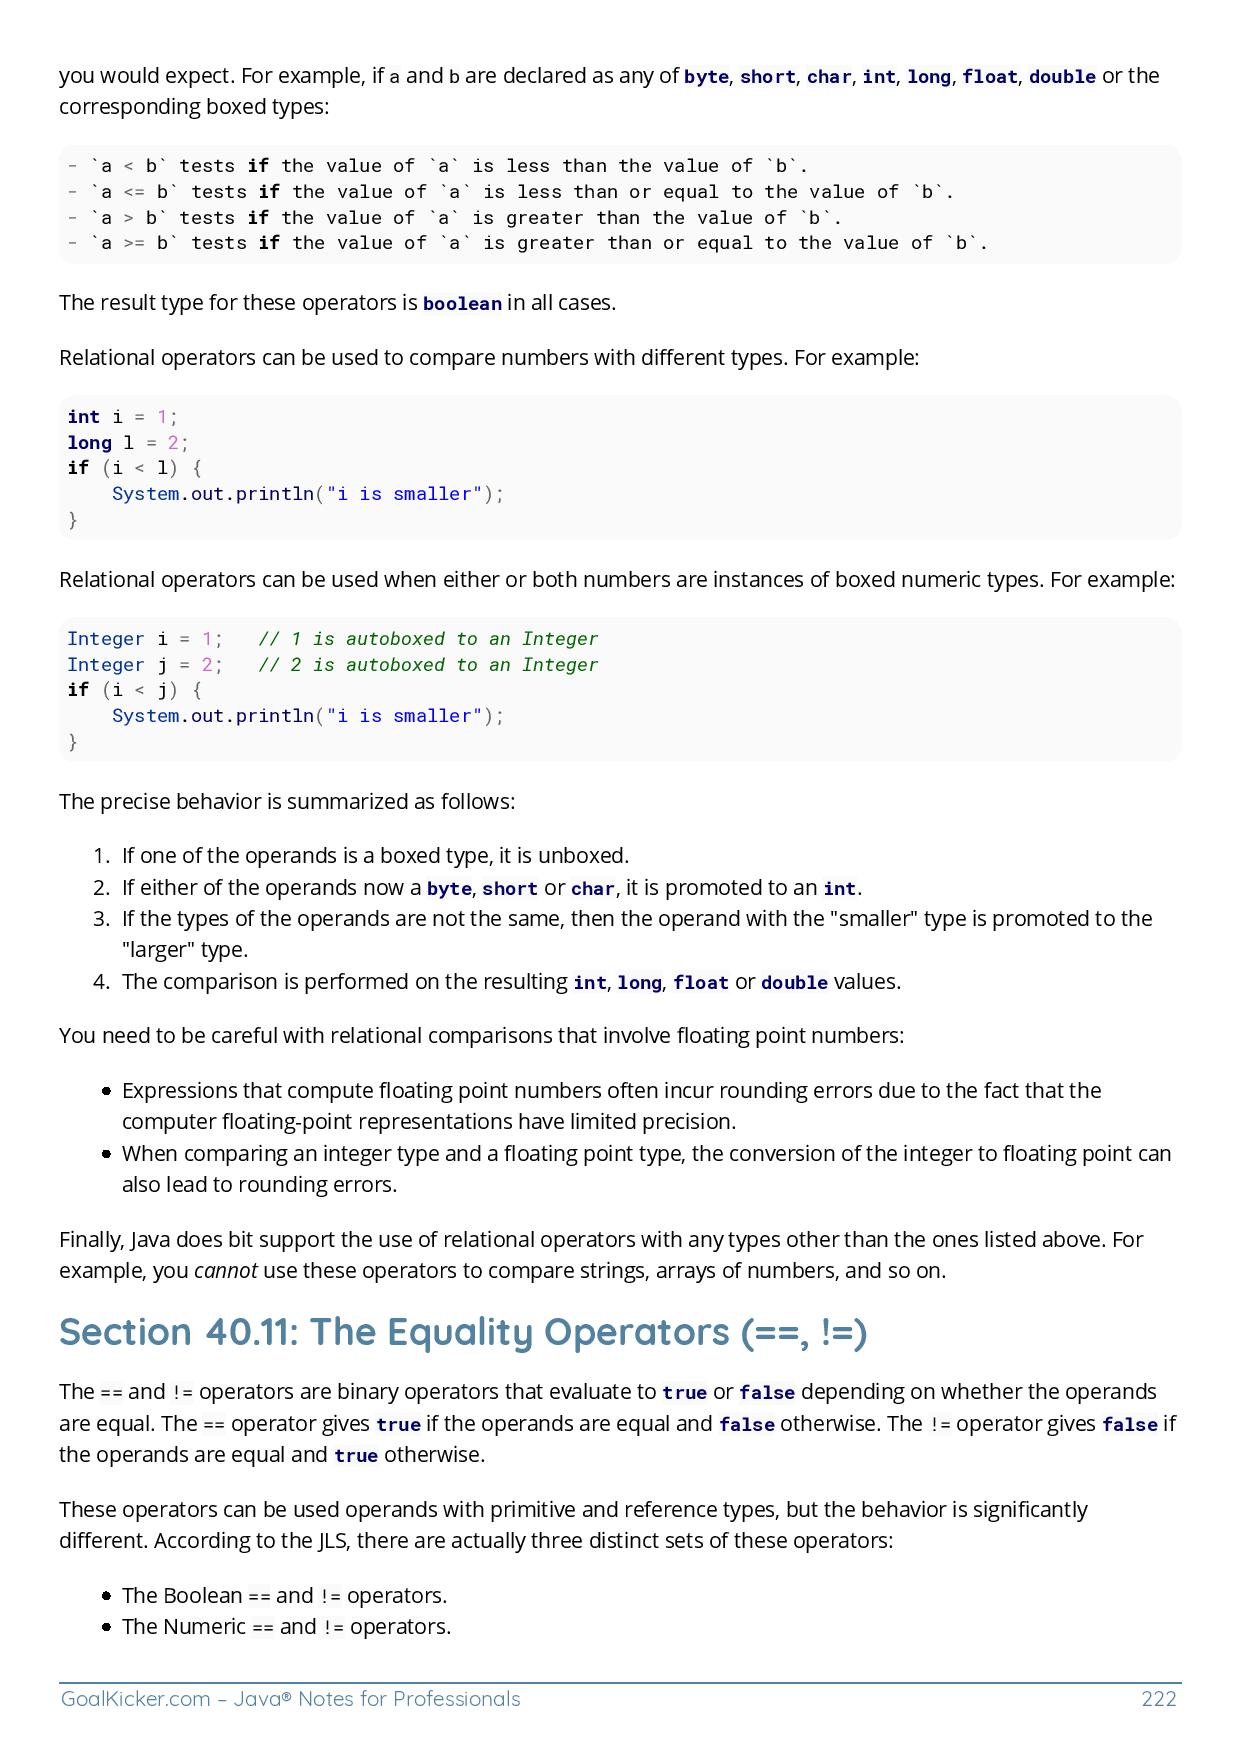 you would expect. For example, if a and b are declared as any of byte, short, char, int, long, float, double or the
corresponding boxed types:
- `a < b` tests if the value of `a` is less than the value of `b`.
- `a <= b` tests if the value of `a` is less than or equal to the value of `b`.
- `a > b` tests if the value of `a` is greater than the value of `b`.
- `a >= b` tests if the value of `a` is greater than or equal to the value of `b`.
The result type for these operators is boolean in all cases.
Relational operators can be used to compare numbers with different types. For example:
int i = 1;
long l = 2;
if (i < l) {
    System.out.println("i is smaller");
}
Relational operators can be used when either or both numbers are instances of boxed numeric types. For example:
Integer i = 1;   // 1 is autoboxed to an Integer
Integer j = 2;   // 2 is autoboxed to an Integer
if (i < j) {
    System.out.println("i is smaller");
}
The precise behavior is summarized as follows:
1. If one of the operands is a boxed type, it is unboxed.
2. If either of the operands now a byte, short or char, it is promoted to an int.
3. If the types of the operands are not the same, then the operand with the "smaller" type is promoted to the
"larger" type.
4. The comparison is performed on the resulting int, long, float or double values.
You need to be careful with relational comparisons that involve floating point numbers:
• Expressions that compute floating point numbers often incur rounding errors due to the fact that the
computer floating-point representations have limited precision.
• When comparing an integer type and a floating point type, the conversion of the integer to floating point can
also lead to rounding errors.
Finally, Java does bit support the use of relational operators with any types other than the ones listed above. For
example, you cannot use these operators to compare strings, arrays of numbers, and so on.
Section 40.11: The Equality Operators (==, !=)
The == and != operators are binary operators that evaluate to true or false depending on whether the operands
are equal. The == operator gives true if the operands are equal and false otherwise. The != operator gives false if
the operands are equal and true otherwise.
These operators can be used operands with primitive and reference types, but the behavior is significantly
different. According to the JLS, there are actually three distinct sets of these operators:
• The Boolean == and != operators.
• The Numeric == and != operators.
GoalKicker.com – Java® Notes for Professionals 222